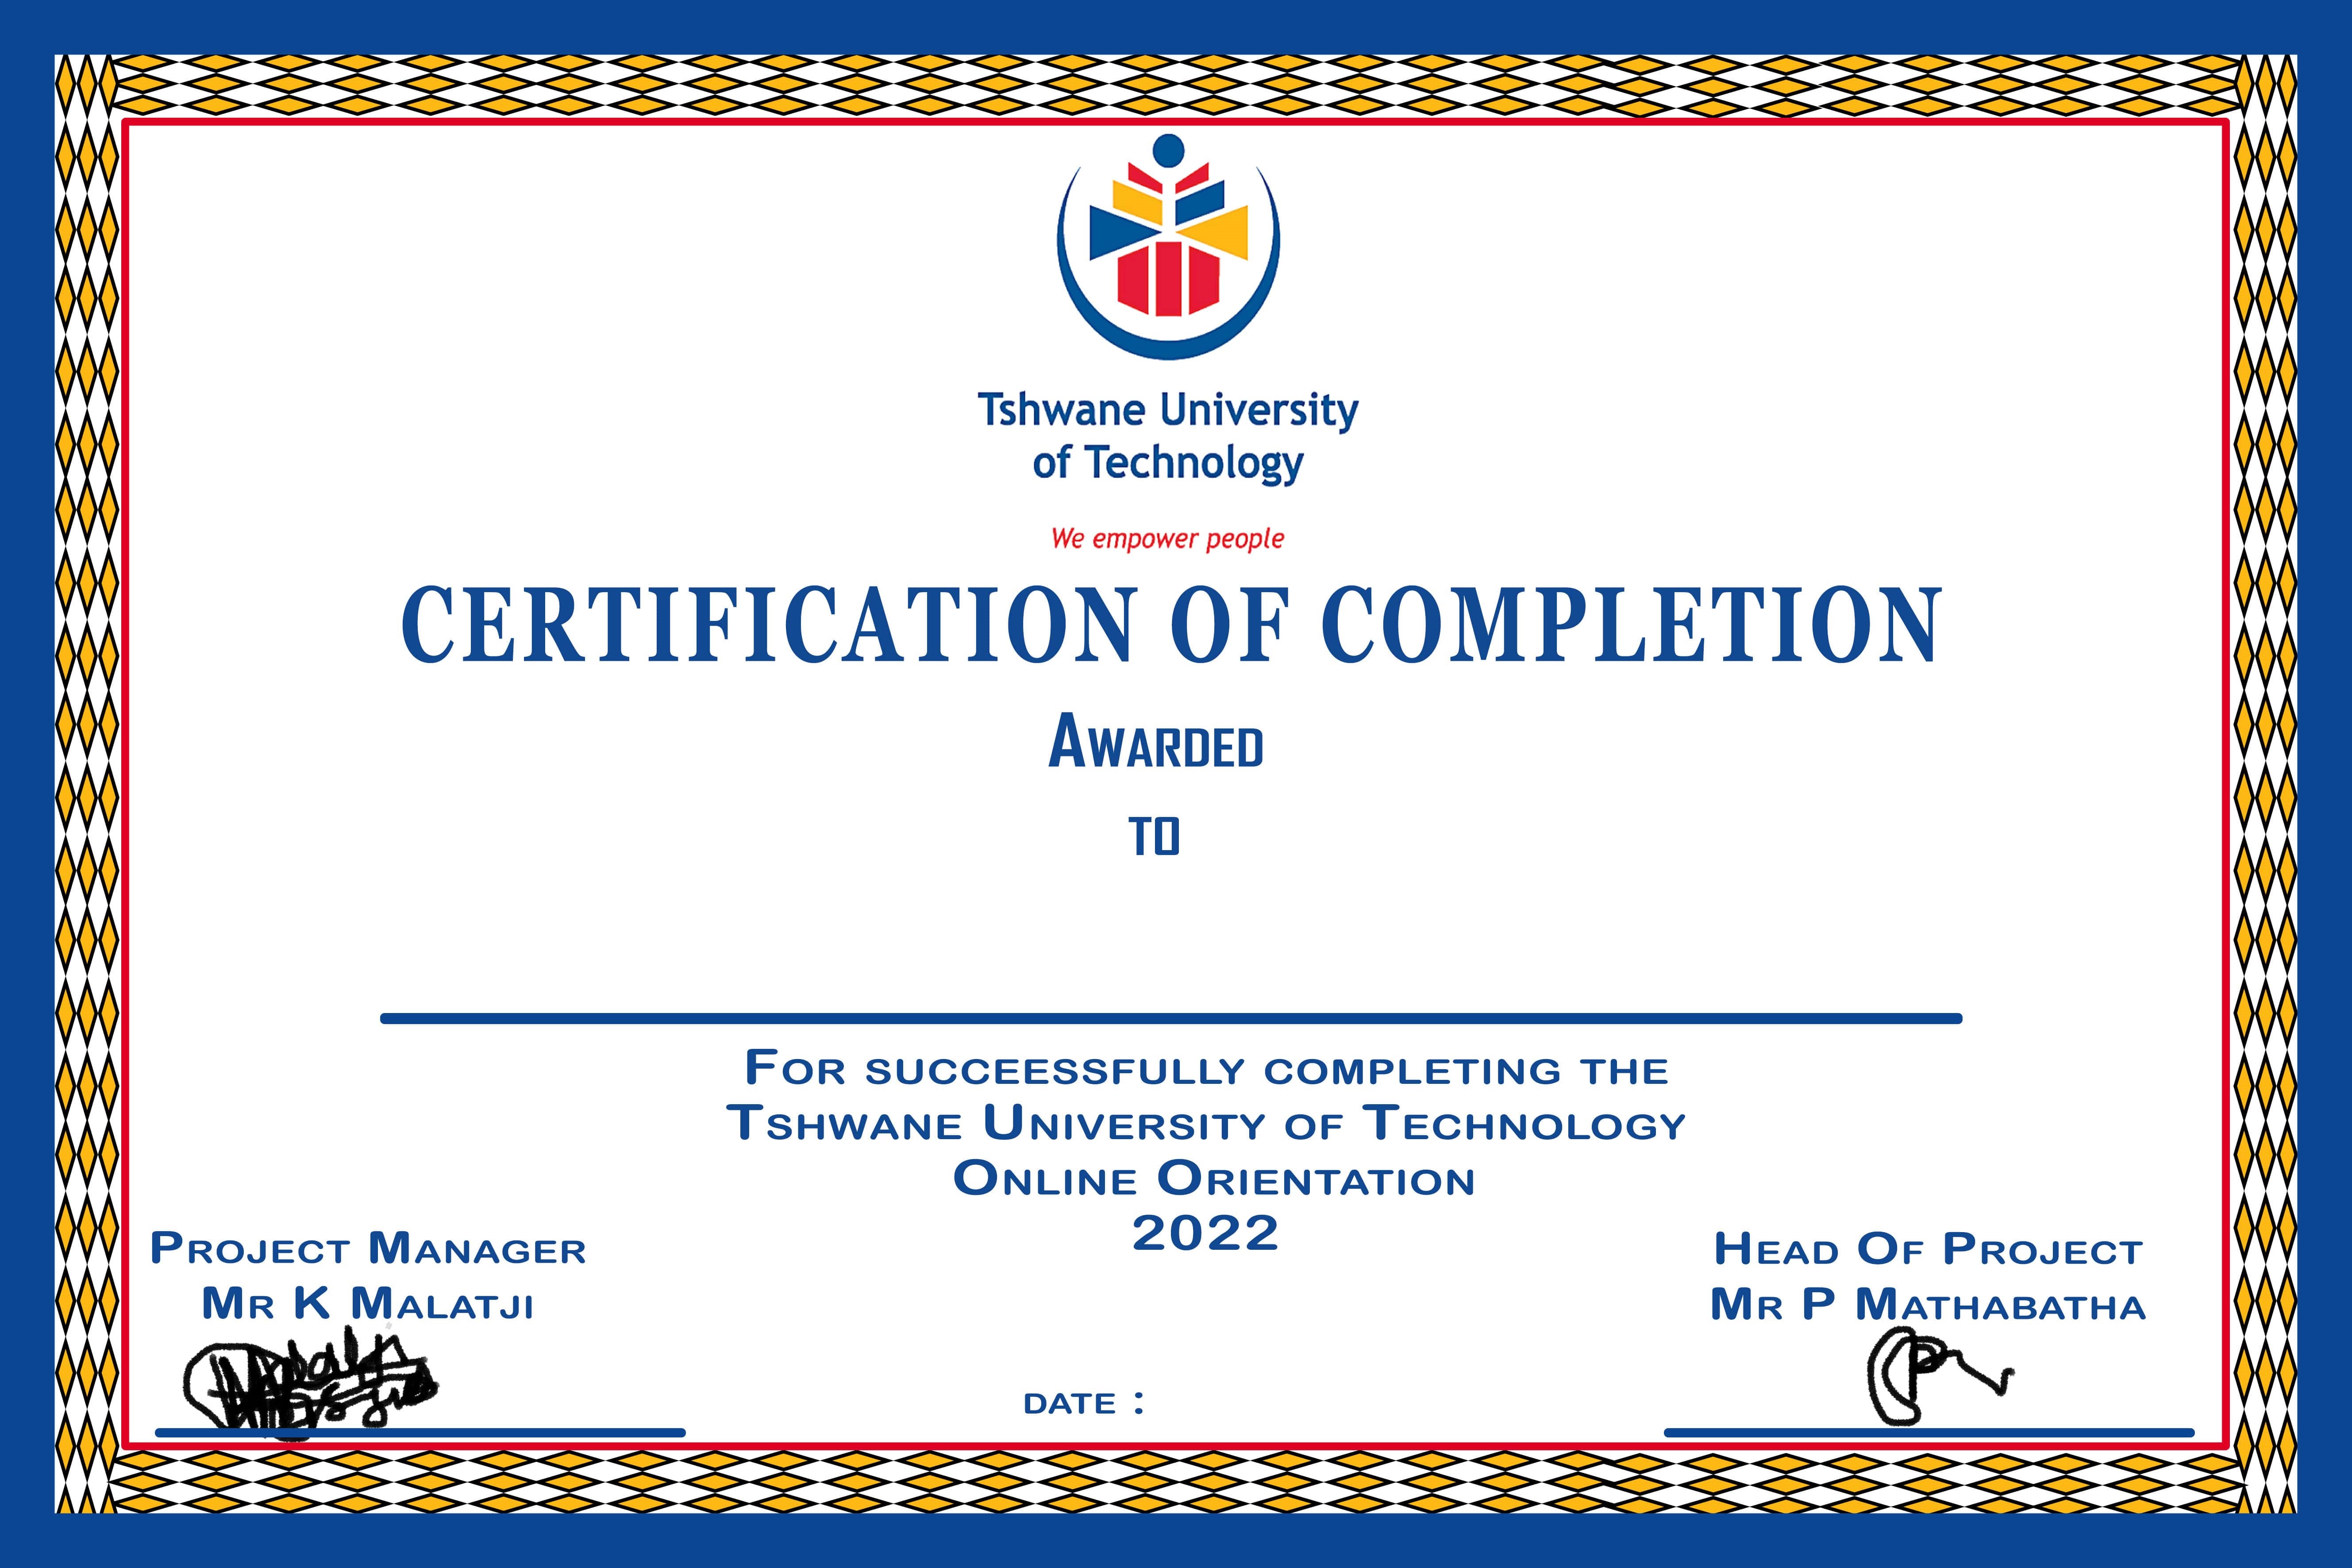 Tshwane University
of Technology
We empower people
CERTIFICATION OF COMPLETION
AWARDED
TO
FOR SUCCEESSFULLY COMPLETING THE
TSHWANE UNIVERSITY OF TECHNOLOGY
ONLINE ORIENTATION
2022
PROJECT MANAGER
MR K MALATJI
HEAD OF PROJECT
MR P MATHABATHA
DATE :